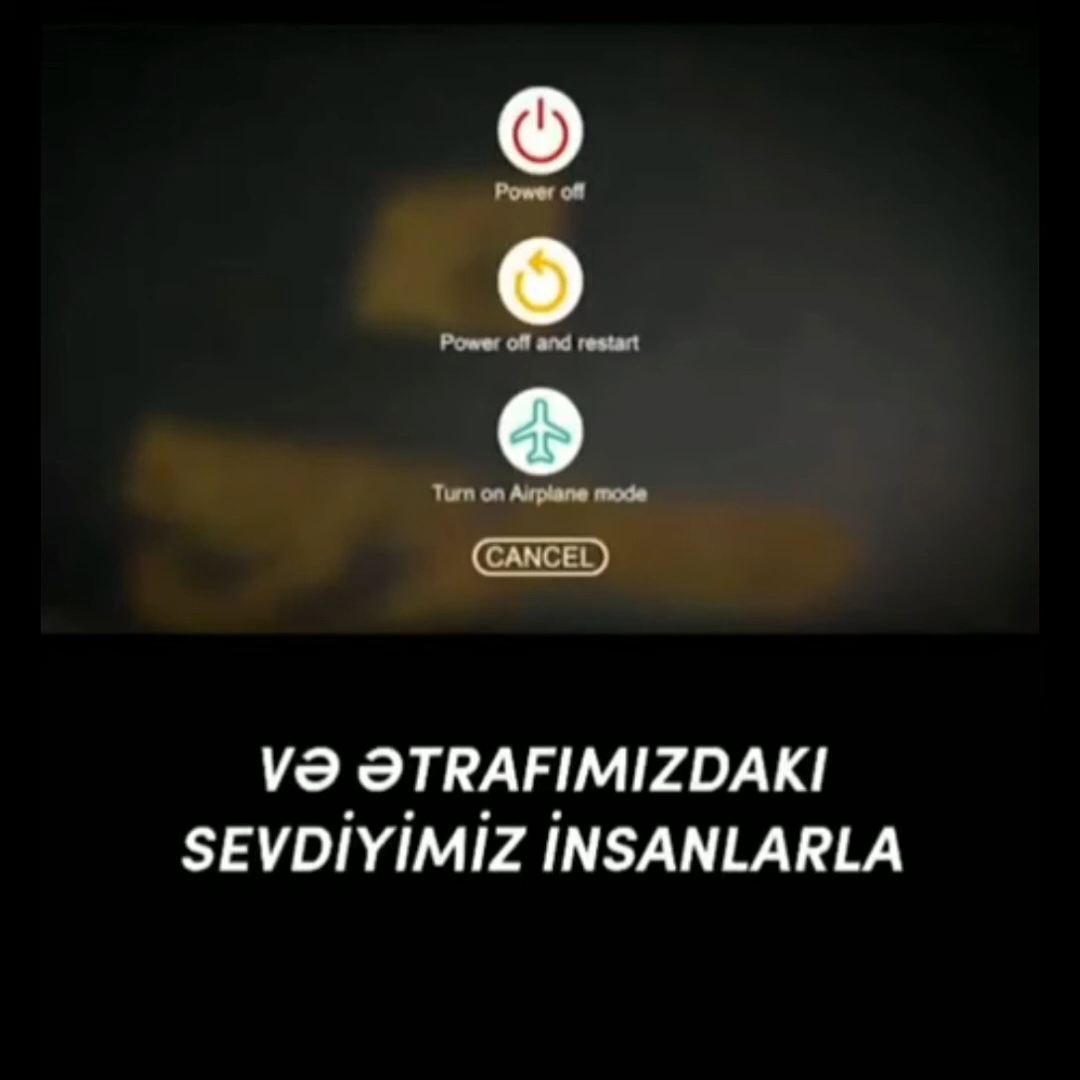 Power off
Power off and restart
Turn on Airplane mode
CANCEL
VƏ ƏTRAFIMIZDAKI
SEVDİYİMİZ İNSANLARLA